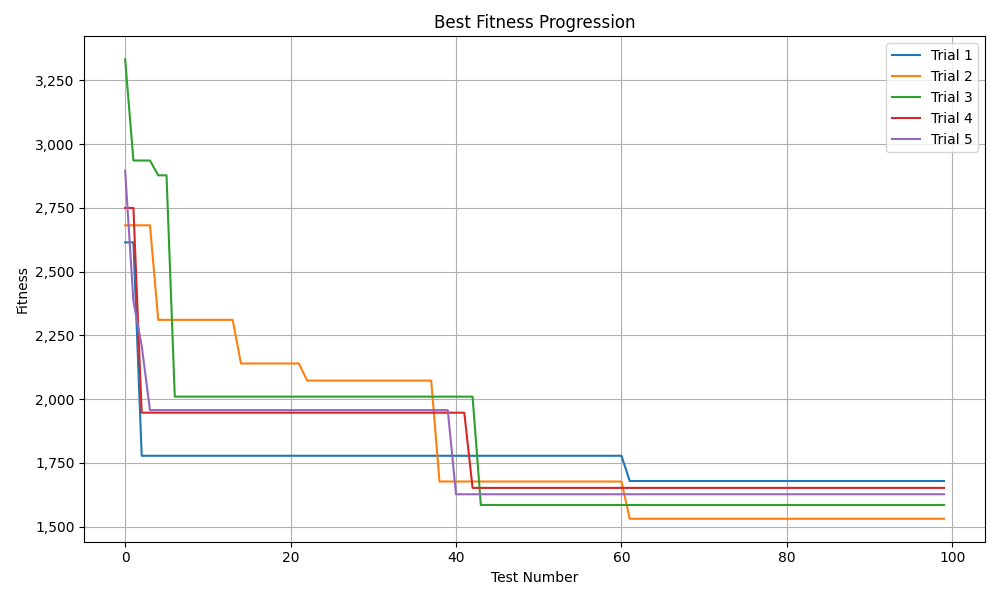 Best Fitness Progression
Trial 1
Trial 2
Trial 3
Trial 4
Trial 5
3,250
3,000
2,750
2,500
2,250
2,000
1,750
1,500
Fitness
0
20
40
60
80
100
Test Number